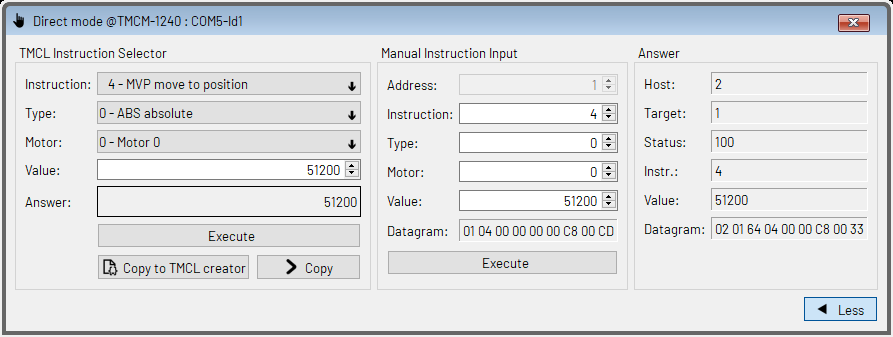 Direct mode @TMCM-1240 : COM5-Id1
TMCL Instruction Selector
Instruction: 4 - MVP move to position
Type: 0 - ABS absolute
Motor: 0 - Motor 0
Value: 51200
Answer: 51200
Execute
Copy to TMCL creator Copy
Manual Instruction Input
Address: 1
Instruction: 4
Type: 0
Motor: 0
Value: 51200
Datagram: 01 04 00 00 00 00 C8 00 CD
Execute
Answer
Host: 2
Target: 1
Status: 100
Instr.: 4
Value: 51200
Datagram: 02 01 64 04 00 00 C8 00 33
Less